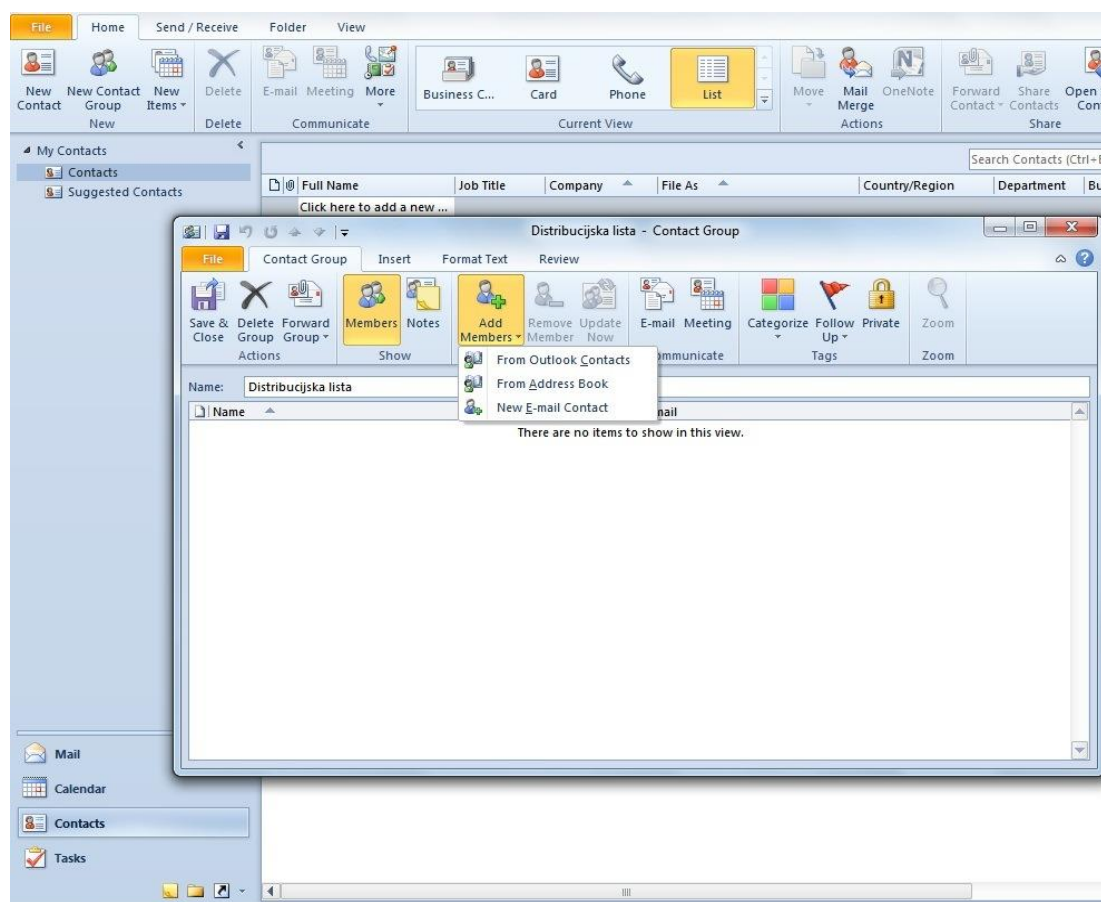 File Home Send / Receive Folder View
New Contact New Contact Group New Items Delete E-mail Meeting More Business C... Card Phone List Move Mail Merge OneNote Forward Contact Share Contacts Open
New Delete Communicate Current View Actions Share
My Contacts
Contacts
Suggested Contacts
Search Contacts (Ctrl+E
Full Name Job Title Company File As Country/Region Department
Click here to add a new ...
Distribucijska lista - Contact Group
File Contact Group Insert Format Text Review
Save & Close Delete Group Forward Group Members Notes Add Members Remove Member Update Now E-mail Meeting Categorize Follow Up Private Zoom
Actions Show Tags Zoom
From Outlook Contacts
From Address Book
New E-mail Contact
Name: Distribucijska lista
Name
There are no items to show in this view.
Mail
Calendar
Contacts
Tasks